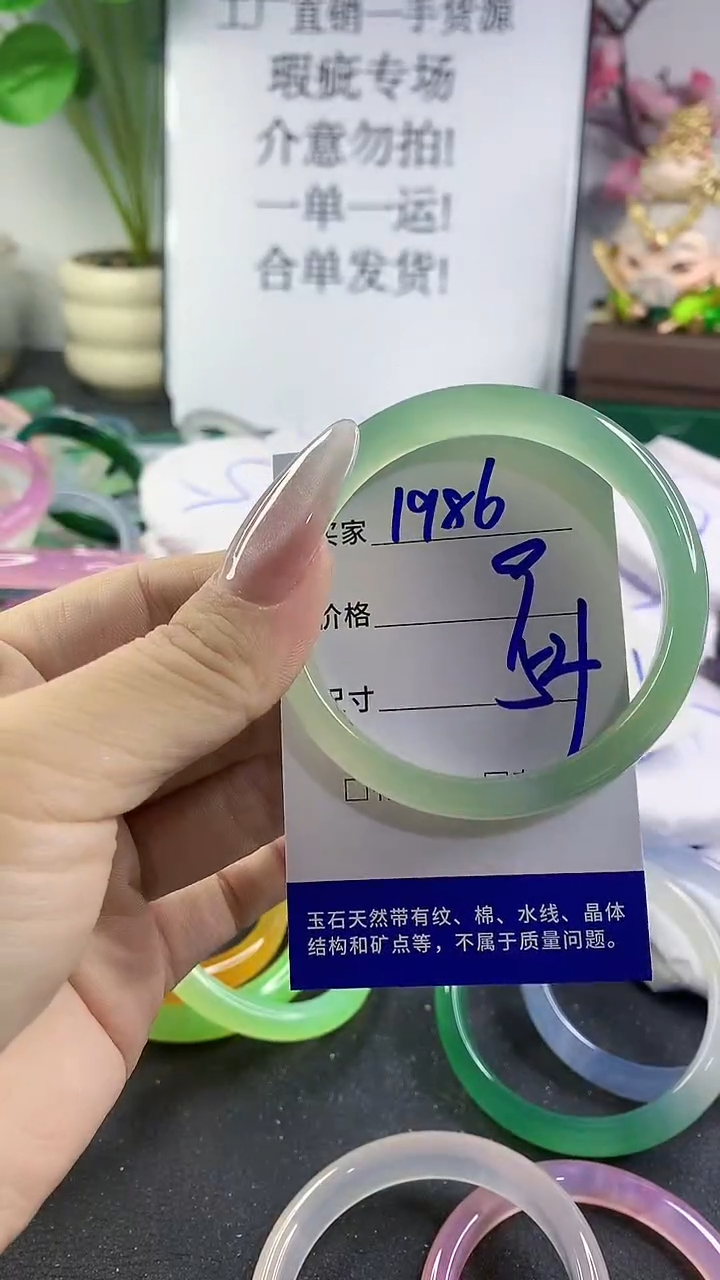 工厂直销一手货源
瑕疵专场
介意勿拍!
一单一运!
合单发货!
买家 1986
价格
尺寸
玉石天然带有纹、棉、水线、晶体
结构和矿点等，不属于质量问题。